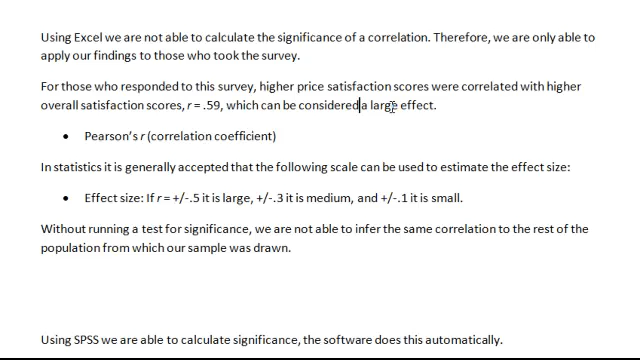 Using Excel we are not able to calculate the significance of a correlation. Therefore, we are only able to
apply our findings to those who took the survey.
For those who responded to this survey, higher price satisfaction scores were correlated with higher
overall satisfaction scores, r = .59, which can be considered a large effect.
• Pearson's r (correlation coefficient)
In statistics it is generally accepted that the following scale can be used to estimate the effect size:
• Effect size: If r = +/-.5 it is large, +/-.3 it is medium, and +/-.1 it is small.
Without running a test for significance, we are not able to infer the same correlation to the rest of the
population from which our sample was drawn.
Using SPSS we are able to calculate significance, the software does this automatically.